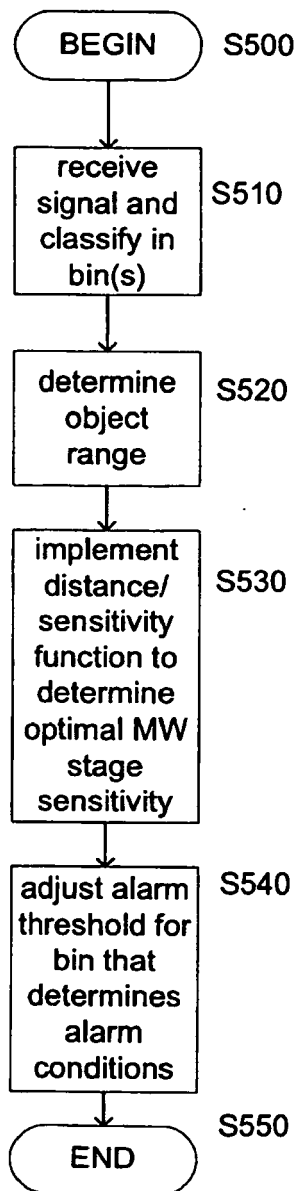 BEGIN
S500
receive
signal and
classify in
bin(s)
S510
determine
object
range
S520
implement
distance/
sensitivity
function to
determine
optimal MW
stage
sensitivity
S530
adjust alarm
threshold for
bin that
determines
alarm
conditions
S540
END
S550